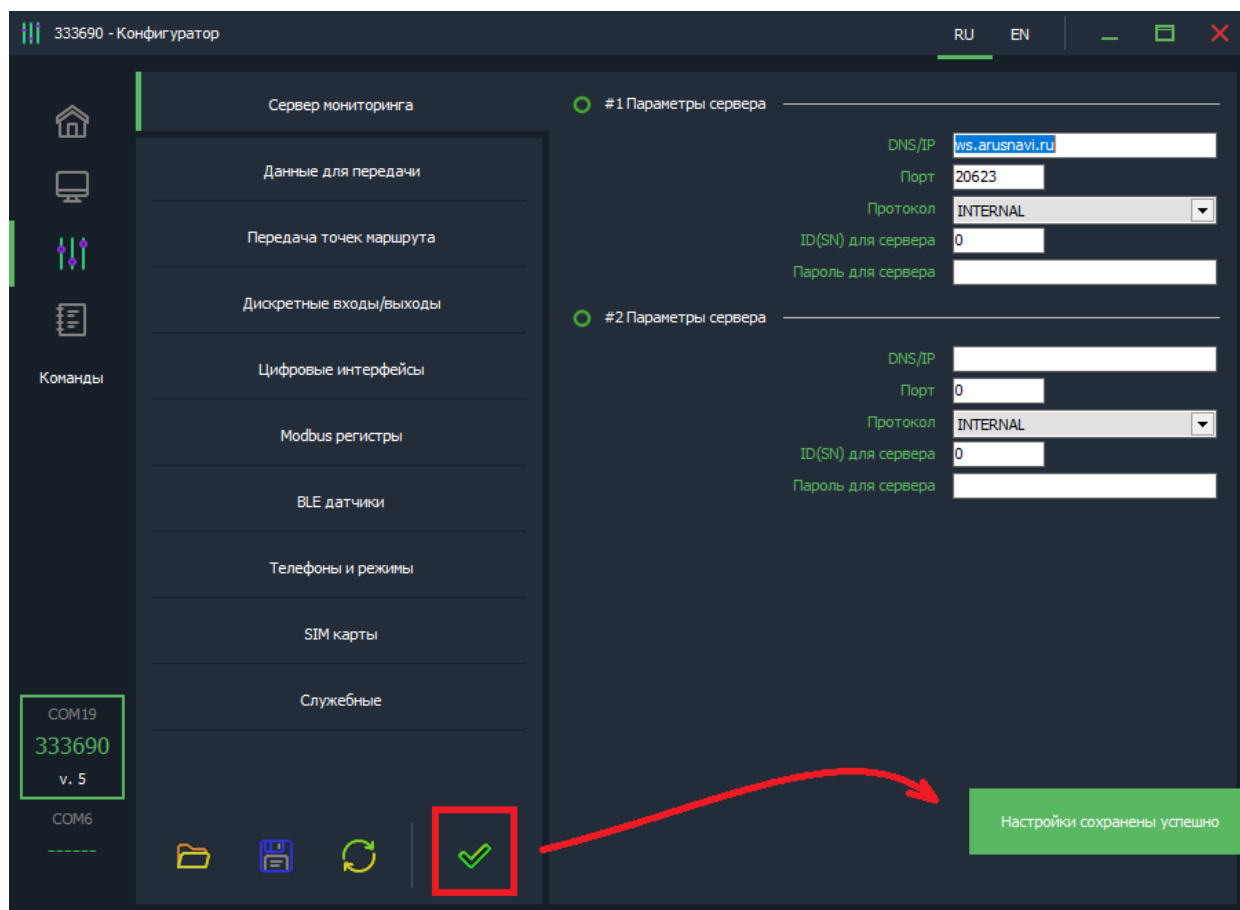 333690 - Конфигуратор
RU EN
Сервер мониторинга
Данные для передачи
Передача точек маршрута
Дискретные входы/выходы
Цифровые интерфейсы
Modbus регистры
BLE датчики
Телефоны и режимы
SIM карты
Служебные
Команды
COM19
333690
v. 5
COM6
------
#1 Параметры сервера
DNS/IP ws.arusnavi.ru
Порт 20623
Протокол INTERNAL
ID(SN) для сервера 0
Пароль для сервера
#2 Параметры сервера
DNS/IP
Порт 0
Протокол INTERNAL
ID(SN) для сервера 0
Пароль для сервера
Настройки сохранены успешно